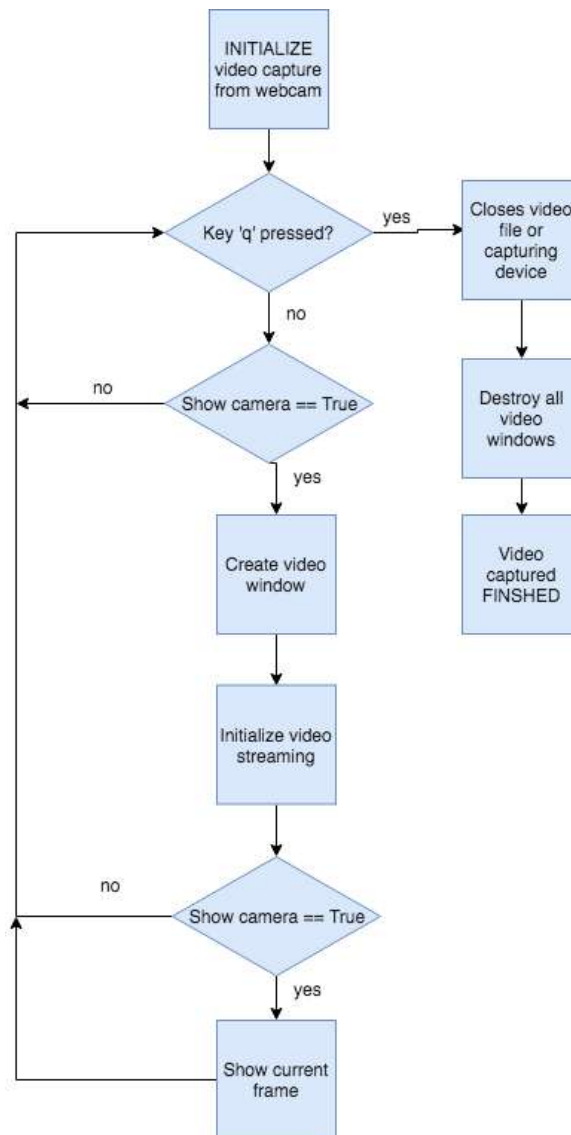 INITIALIZE
video capture
from webcam
Key 'q' pressed?
yes
Closes video
file or
capturing
device
no
no
Show camera == True
Destroy all
video
windows
yes
Create video
window
Video
captured
FINSHED
Initialize video
streaming
no
Show camera == True
yes
Show current
frame